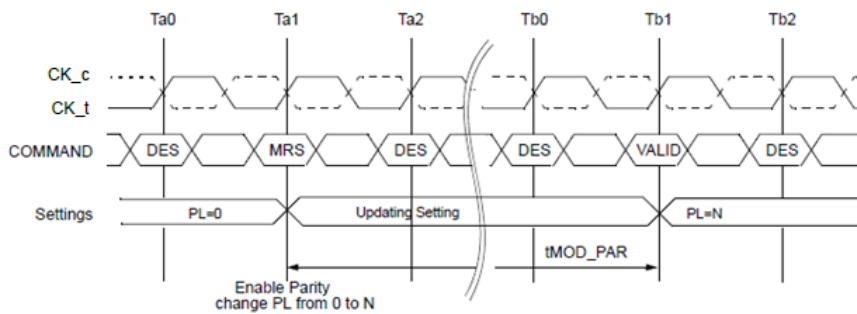 Ta0 Ta1 Ta2 Tb0 Tb1 Tb2
CK_c
CK_t
COMMAND DES MRS DES DES VALID DES
Settings PL=0 Updating Setting PL=N
tMOD_PAR
Enable Parity
change PL from 0 to N